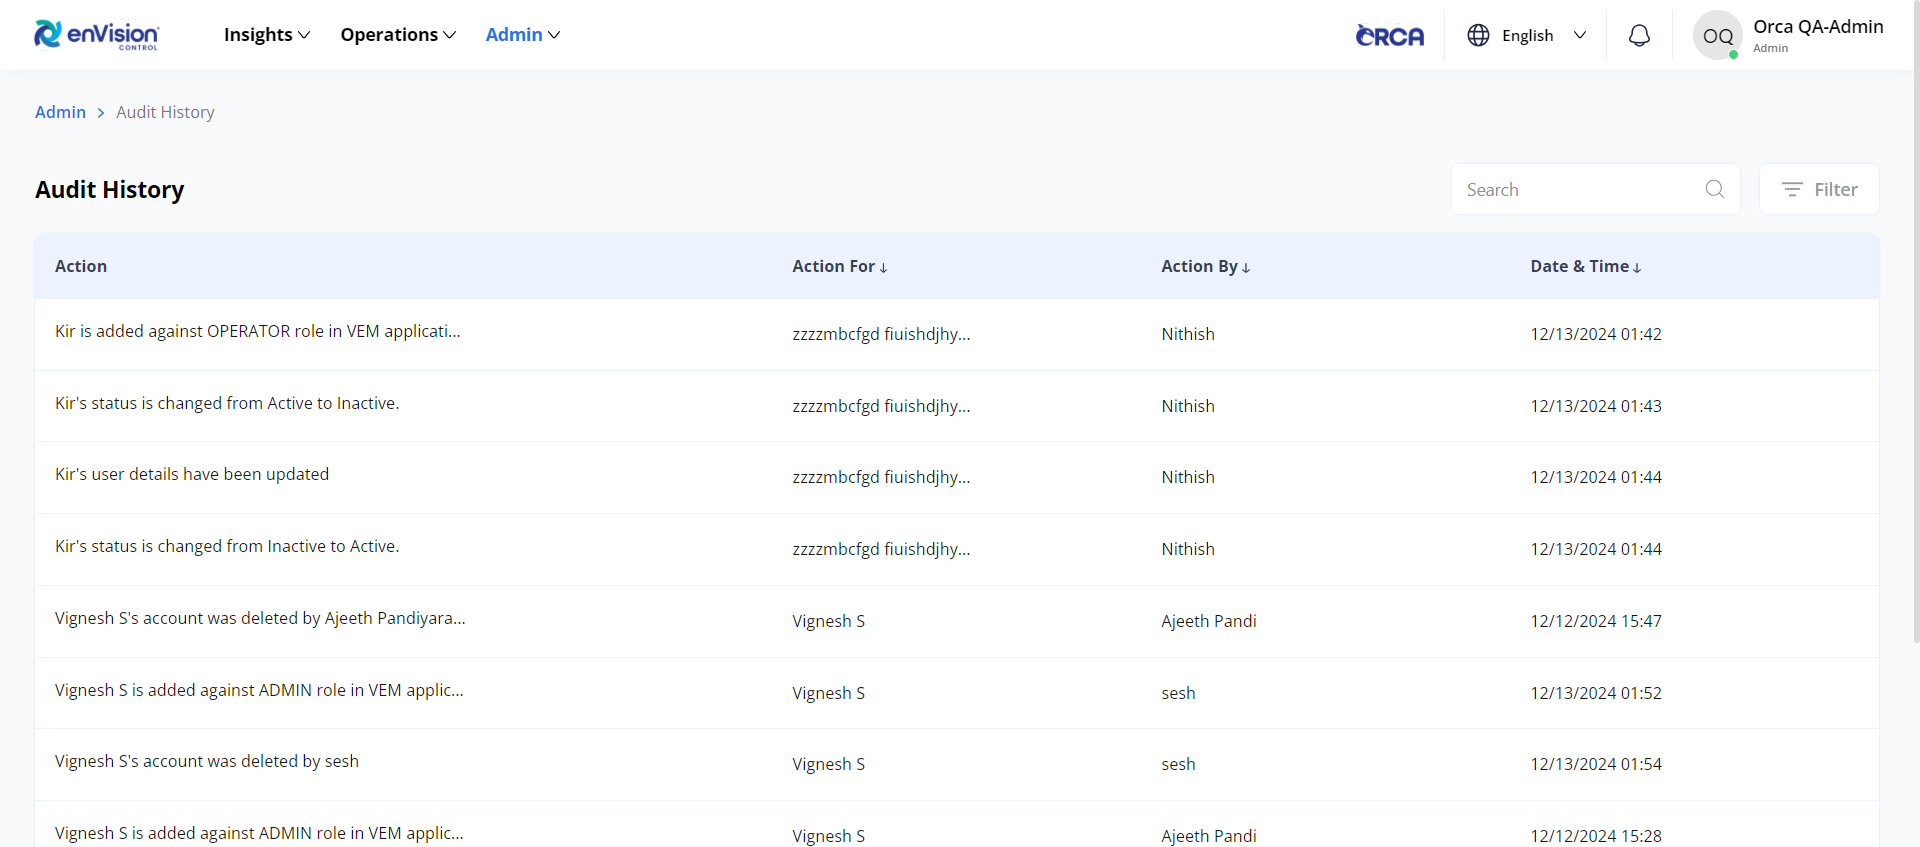 enVision CONTROL Insights Operations Admin ORCA English OQ Orca QA-Admin Admin
Admin > Audit History
Audit History Search Filter
Action Action For ↓ Action By ↓ Date & Time ↓
Kir is added against OPERATOR role in VEM applicati... zzzzmbcfgd fiuishdjhy... Nithish 12/13/2024 01:42
Kir's status is changed from Active to Inactive. zzzzmbcfgd fiuishdjhy... Nithish 12/13/2024 01:43
Kir's user details have been updated zzzzmbcfgd fiuishdjhy... Nithish 12/13/2024 01:44
Kir's status is changed from Inactive to Active. zzzzmbcfgd fiuishdjhy... Nithish 12/13/2024 01:44
Vignesh S's account was deleted by Ajeeth Pandiyara... Vignesh S Ajeeth Pandi 12/12/2024 15:47
Vignesh S is added against ADMIN role in VEM applic... Vignesh S sesh 12/13/2024 01:52
Vignesh S's account was deleted by sesh Vignesh S sesh 12/13/2024 01:54
Vignesh S is added against ADMIN role in VEM applic... Vignesh S Ajeeth Pandi 12/12/2024 15:28